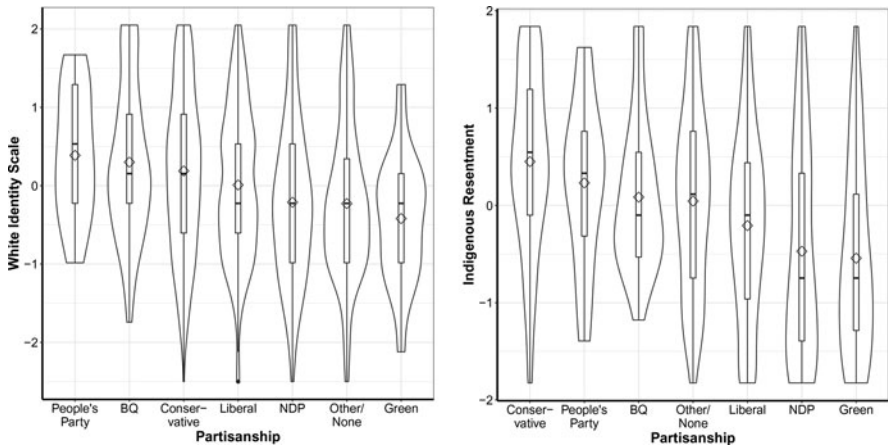 White Identity Scale
2
1
0
−1
−2
People's Party
BQ
Conser-
vative
Liberal
NDP
Other/
None
Green
Partisanship
Indigenous Resentment
2
1
0
−1
−2
Conser-
vative
People's
Party
BQ
Other/
None
Liberal
NDP
Green
Partisanship